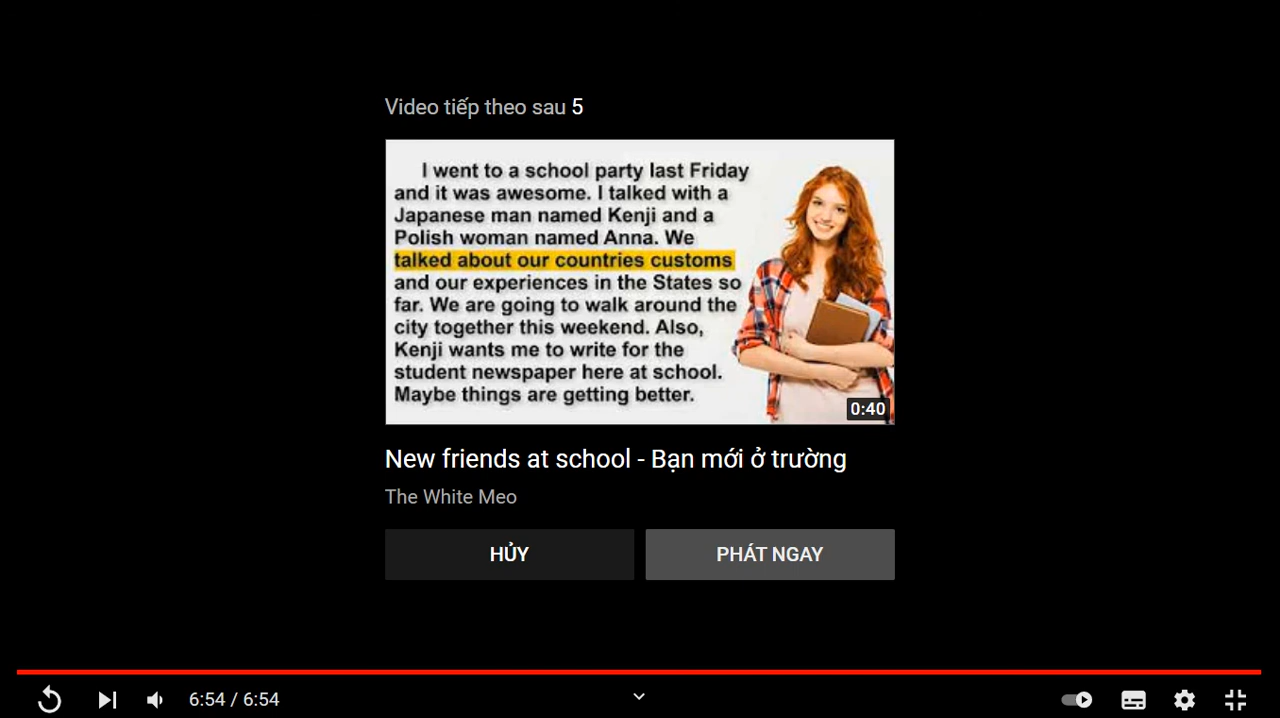 Video tiếp theo sau 5
I went to a school party last Friday
and it was awesome. I talked with a
Japanese man named Kenji and a
Polish woman named Anna. We
talked about our countries customs
and our experiences in the States so
far. We are going to walk around the
city together this weekend. Also,
Kenji wants me to write for the
student newspaper here at school.
Maybe things are getting better.
0:40
New friends at school - Bạn mới ở trường
The White Meo
HỦY
PHÁT NGAY
6:54 / 6:54